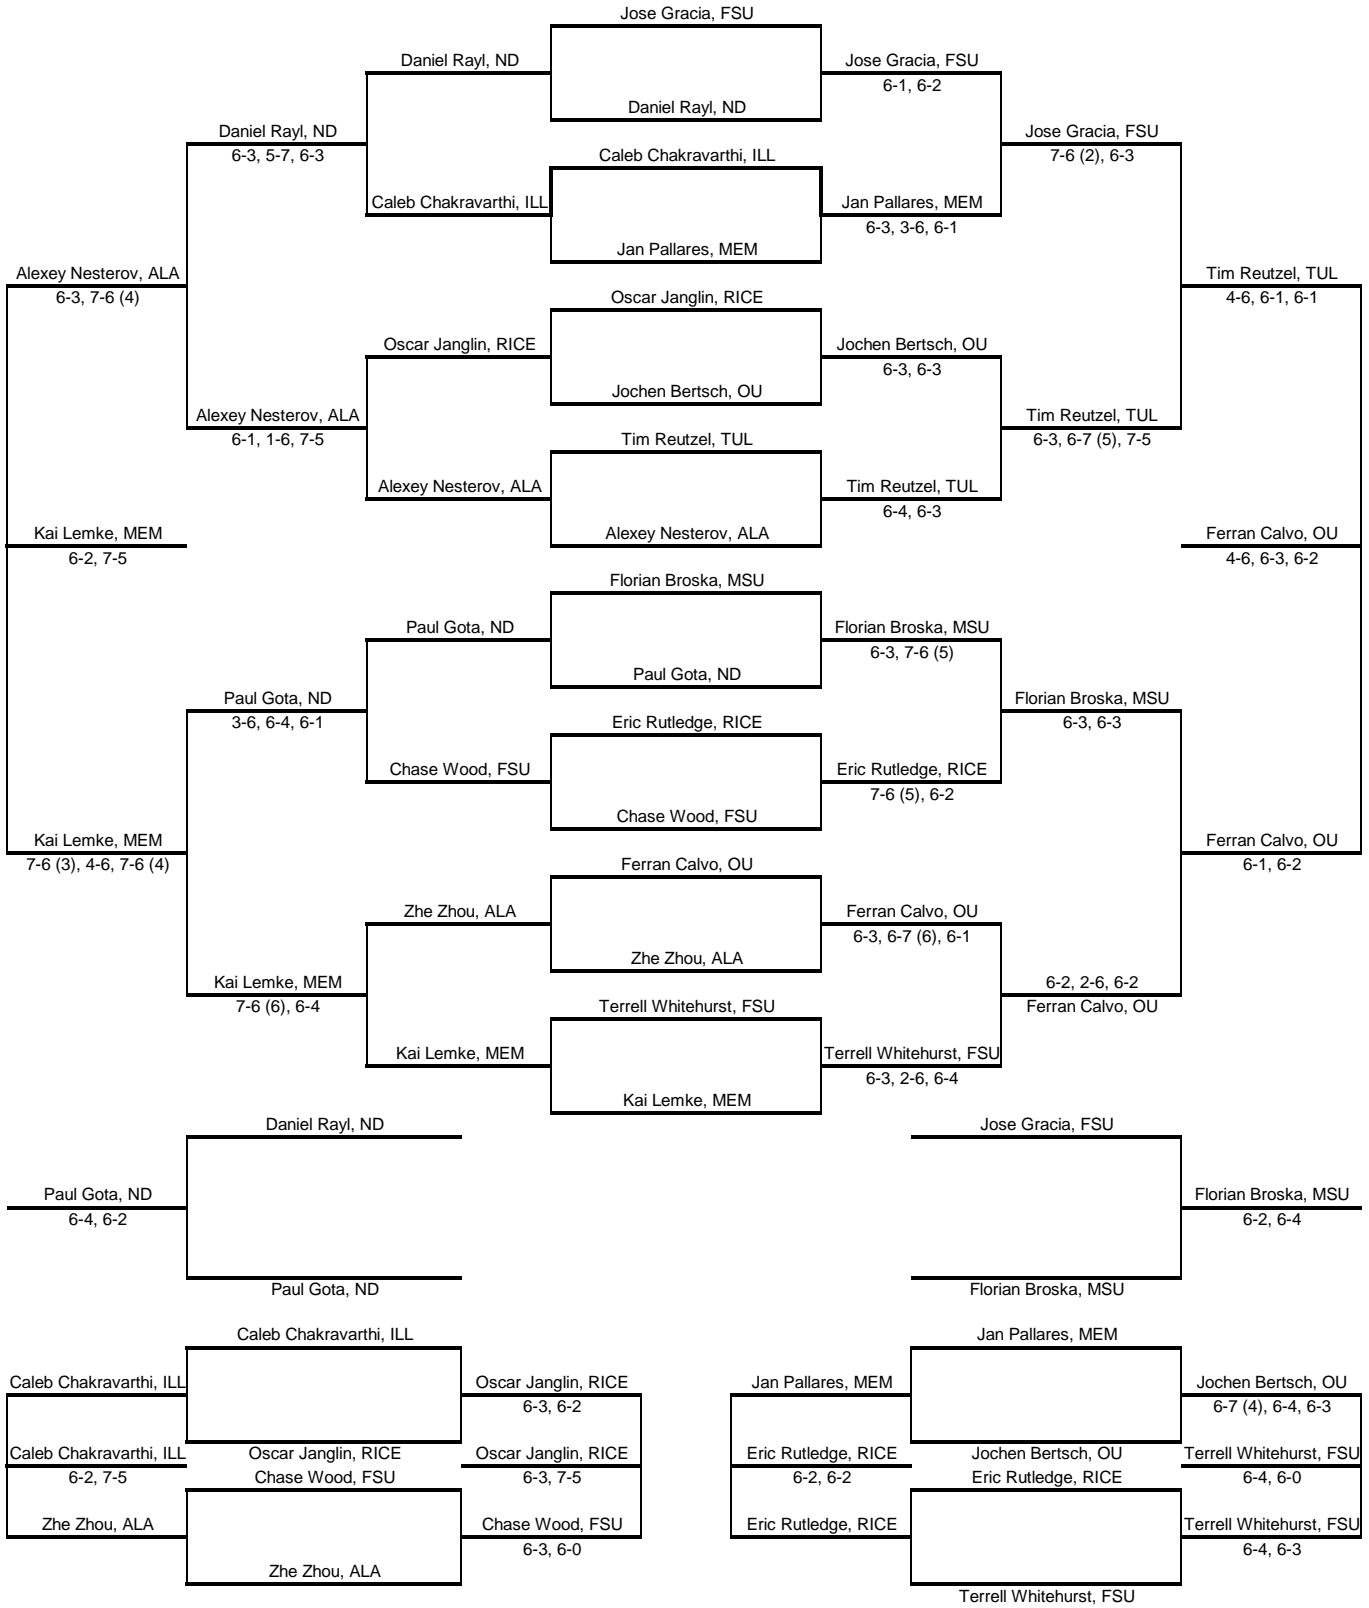 Jose Gracia, FSU
Daniel Rayl, ND
Jose Gracia, FSU
6-1, 6-2
Daniel Rayl, ND
Daniel Rayl, ND
Jose Gracia, FSU
6-3, 5-7, 6-3
Caleb Chakravarthi, ILL
7-6 (2), 6-3
Caleb Chakravarthi, ILL
Jan Pallares, MEM
6-3, 3-6, 6-1
Jan Pallares, MEM
Alexey Nesterov, ALA
Tim Reutzel, TUL
6-3, 7-6 (4)
Oscar Janglin, RICE
4-6, 6-1, 6-1
Oscar Janglin, RICE
Jochen Bertsch, OU
6-3, 6-3
Jochen Bertsch, OU
Alexey Nesterov, ALA
Tim Reutzel, TUL
6-1, 1-6, 7-5
Tim Reutzel, TUL
6-3, 6-7 (5), 7-5
Alexey Nesterov, ALA
Tim Reutzel, TUL
6-4, 6-3
Kai Lemke, MEM
Alexey Nesterov, ALA
Ferran Calvo, OU
6-2, 7-5
4-6, 6-3, 6-2
Florian Broska, MSU
Paul Gota, ND
Florian Broska, MSU
6-3, 7-6 (5)
Paul Gota, ND
Paul Gota, ND
Florian Broska, MSU
3-6, 6-4, 6-1
Eric Rutledge, RICE
6-3, 6-3
Chase Wood, FSU
Eric Rutledge, RICE
7-6 (5), 6-2
Chase Wood, FSU
Kai Lemke, MEM
Ferran Calvo, OU
7-6 (3), 4-6, 7-6 (4)
Ferran Calvo, OU
6-1, 6-2
Zhe Zhou, ALA
Ferran Calvo, OU
6-3, 6-7 (6), 6-1
Zhe Zhou, ALA
Kai Lemke, MEM
6-2, 2-6, 6-2
7-6 (6), 6-4
Terrell Whitehurst, FSU
Ferran Calvo, OU
Kai Lemke, MEM
Terrell Whitehurst, FSU
6-3, 2-6, 6-4
Kai Lemke, MEM
Daniel Rayl, ND
Jose Gracia, FSU
Paul Gota, ND
Florian Broska, MSU
6-4, 6-2
6-2, 6-4
Paul Gota, ND
Florian Broska, MSU
Caleb Chakravarthi, ILL
Jan Pallares, MEM
Caleb Chakravarthi, ILL
Oscar Janglin, RICE
Jan Pallares, MEM
Jochen Bertsch, OU
6-3, 6-2
6-7 (4), 6-4, 6-3
Caleb Chakravarthi, ILL
Oscar Janglin, RICE
Oscar Janglin, RICE
Eric Rutledge, RICE
Jochen Bertsch, OU
Terrell Whitehurst, FSU
6-2, 7-5
Chase Wood, FSU
6-3, 7-5
6-2, 6-2
Eric Rutledge, RICE
6-4, 6-0
Zhe Zhou, ALA
Chase Wood, FSU
Eric Rutledge, RICE
Terrell Whitehurst, FSU
6-3, 6-0
6-4, 6-3
Zhe Zhou, ALA
Terrell Whitehurst, FSU